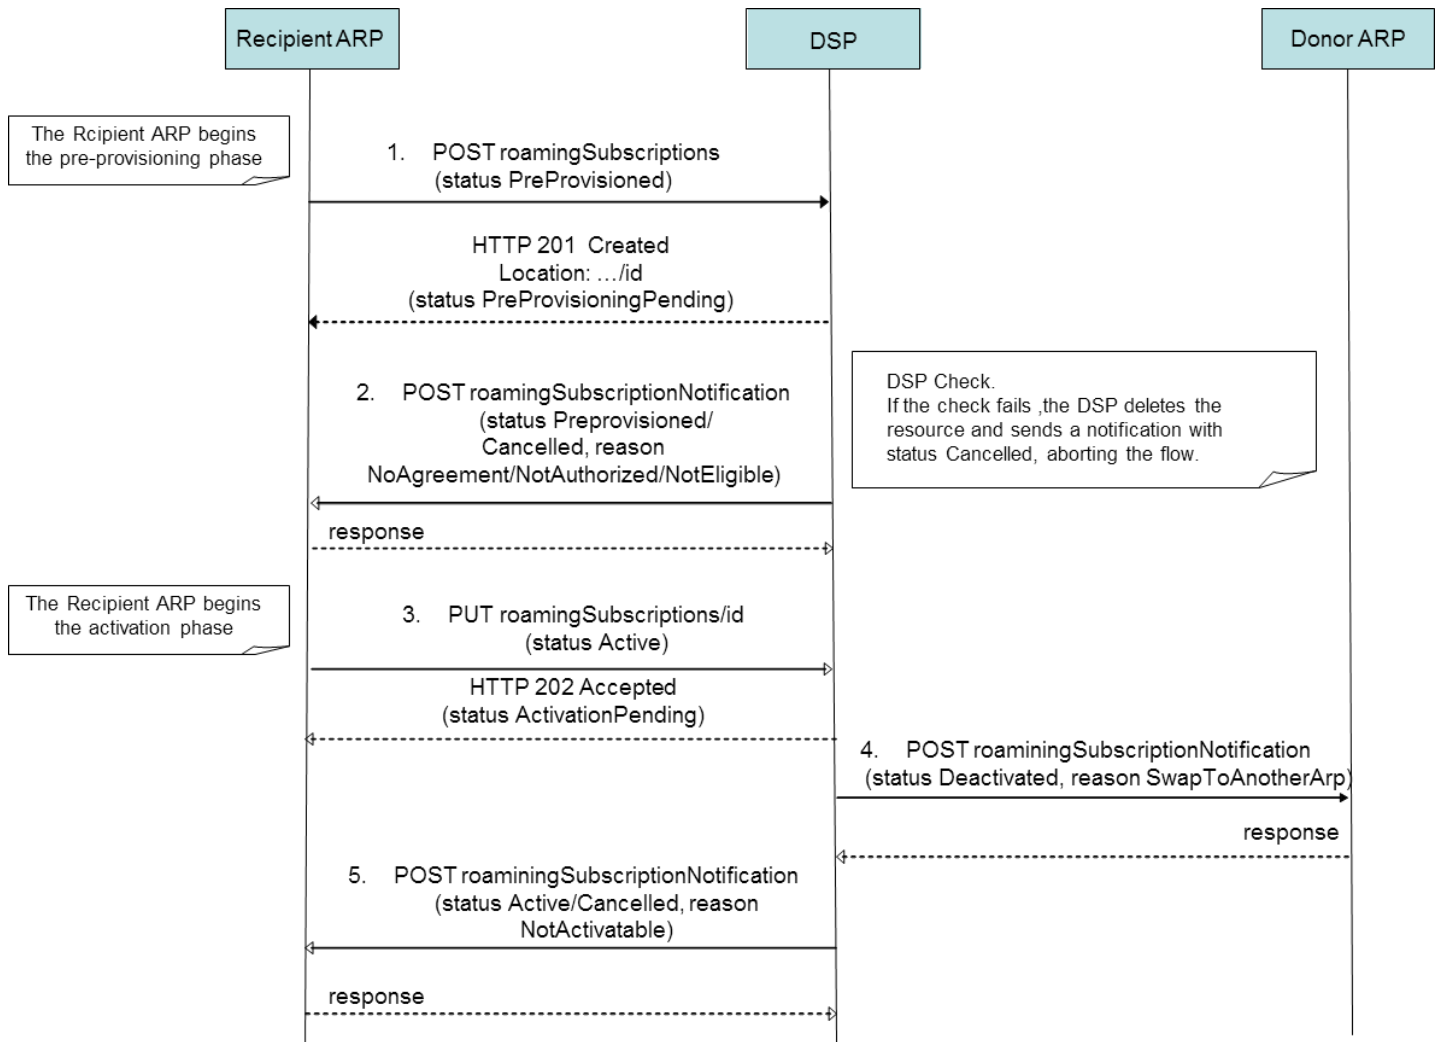 Recipient ARP
DSP
Donor ARP
The Rcipient ARP begins
the pre-provisioning phase
1. POST roamingSubscriptions
(status PreProvisioned)
HTTP 201 Created
Location: …/id
(status PreProvisioningPending)
2. POST roamingSubscriptionNotification
(status Preprovisioned/
Cancelled, reason
NoAgreement/NotAuthorized/NotEligible)
DSP Check.
If the check fails ,the DSP deletes the
resource and sends a notification with
status Cancelled, aborting the flow.
response
The Recipient ARP begins
the activation phase
3. PUT roamingSubscriptions/id
(status Active)
HTTP 202 Accepted
(status ActivationPending)
4. POST roaminingSubscriptionNotification
(status Deactivated, reason SwapToAnotherArp)
response
5. POST roaminingSubscriptionNotification
(status Active/Cancelled, reason
NotActivatable)
response